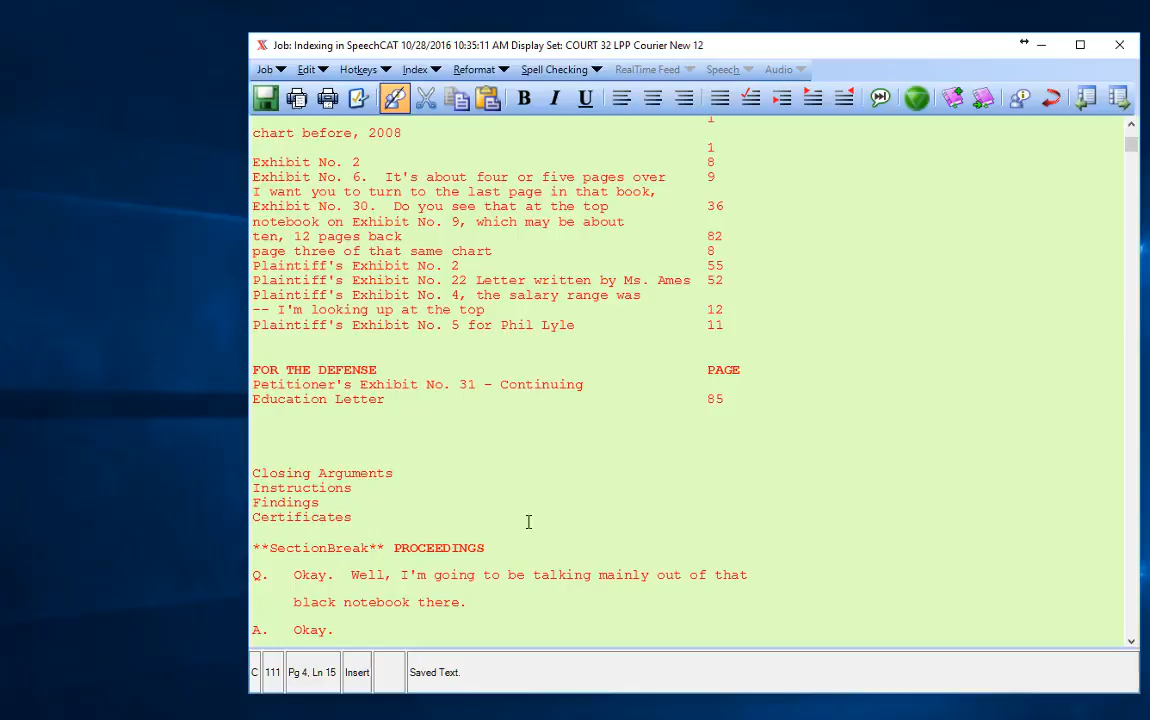 Job: Indexing in SpeechCAT 10/28/2016 10:35:11 AM Display Set: COURT 32 LPP Courier New 12
Job Edit Hotkeys Index Reformat Spell Checking RealTime Feed Speech Audio
B I U
1
chart before, 2008
1
Exhibit No. 2 8
Exhibit No. 6. It's about four or five pages over 9
I want you to turn to the last page in that book,
Exhibit No. 30. Do you see that at the top 36
notebook on Exhibit No. 9, which may be about
ten, 12 pages back 82
page three of that same chart 8
Plaintiff's Exhibit No. 2 55
Plaintiff's Exhibit No. 22 Letter written by Ms. Ames 52
Plaintiff's Exhibit No. 4, the salary range was
-- I'm looking up at the top 12
Plaintiff's Exhibit No. 5 for Phil Lyle 11
FOR THE DEFENSE PAGE
Petitioner's Exhibit No. 31 - Continuing
Education Letter 85
Closing Arguments
Instructions
Findings
Certificates
**SectionBreak** PROCEEDINGS
Q. Okay. Well, I'm going to be talking mainly out of that
black notebook there.
A. Okay.
C 111 Pg 4, Ln 15 Insert Saved Text.